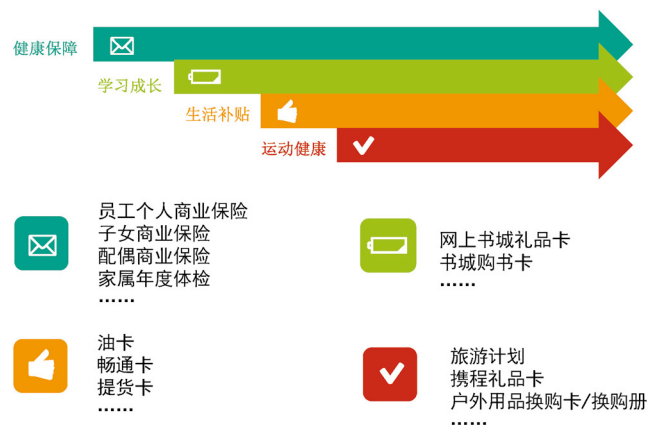 健康保障
学习成长
生活补贴
运动健康
员工个人商业保险
子女商业保险
配偶商业保险
家属年度体检
……
网上书城礼品卡
书城购书卡
……
油卡
畅通卡
提货卡
……
旅游计划
携程礼品卡
户外用品换购卡/换购册
……